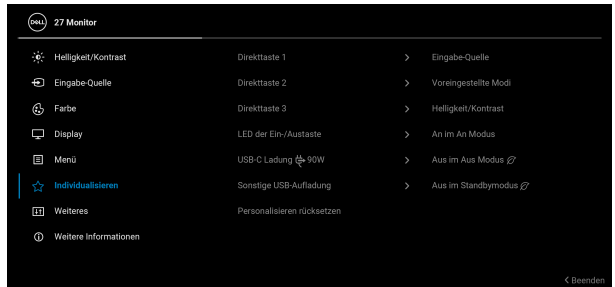 DELL 27 Monitor
Helligkeit/Kontrast Direkttaste 1 Eingabe-Quelle
Eingabe-Quelle Direkttaste 2 Voreingestellte Modi
Farbe Direkttaste 3 Helligkeit/Kontrast
Display LED der Ein-/Austaste An im An Modus
Menü USB-C Ladung 90W Aus im Aus Modus
Individualisieren Sonstige USB-Aufladung Aus im Standbymodus
Weiteres Personalisieren rücksetzen
Weitere Informationen
Beenden